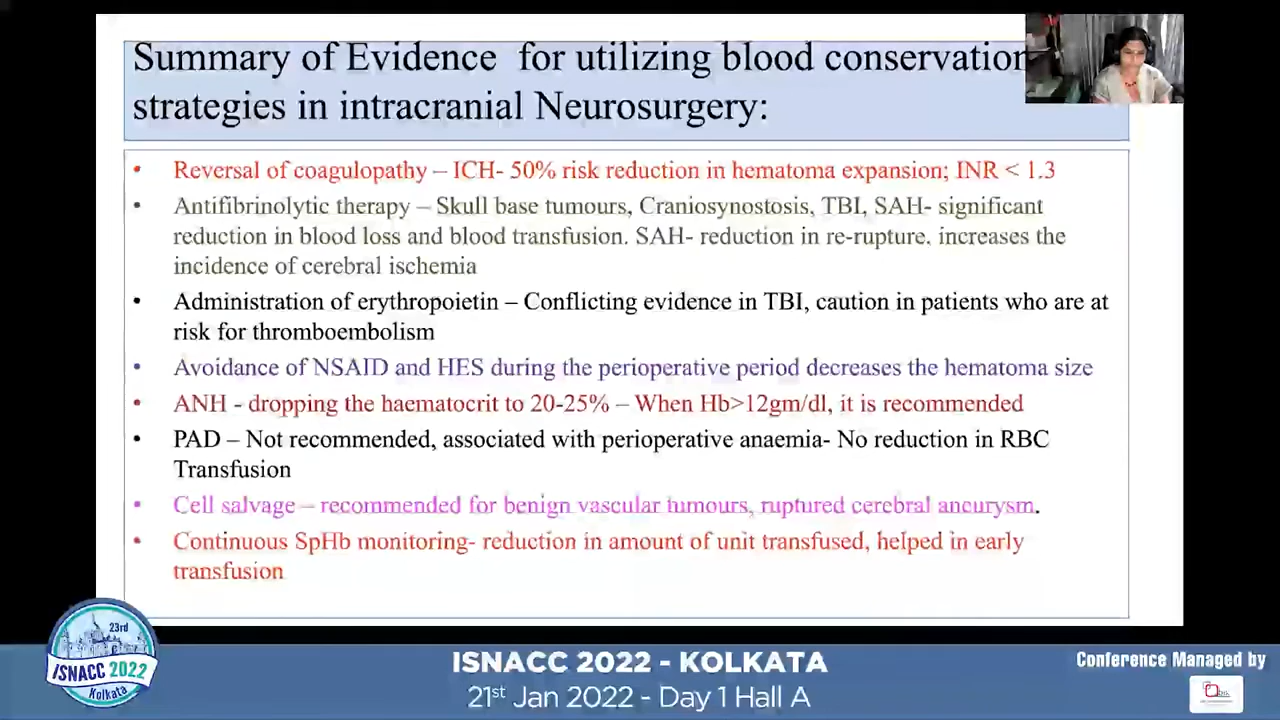 Summary of Evidence for utilizing blood conservation
strategies in intracranial Neurosurgery:
• Reversal of coagulopathy – ICH- 50% risk reduction in hematoma expansion; INR < 1.3
• Antifibrinolytic therapy – Skull base tumours, Craniosynostosis, TBI, SAH- significant
reduction in blood loss and blood transfusion. SAH- reduction in re-rupture. increases the
incidence of cerebral ischemia
• Administration of erythropoietin – Conflicting evidence in TBI, caution in patients who are at
risk for thromboembolism
• Avoidance of NSAID and HES during the perioperative period decreases the hematoma size
• ANH - dropping the haematocrit to 20-25% – When Hb>12gm/dl, it is recommended
• PAD – Not recommended, associated with perioperative anaemia- No reduction in RBC
Transfusion
• Cell salvage – recommended for benign vascular tumours, ruptured cerebral aneurysm.
• Continuous SpHb monitoring- reduction in amount of unit transfused, helped in early
transfusion
23rd
ISNACC 2022
Kolkata
ISNACC 2022 - KOLKATA
21st Jan 2022 - Day 1 Hall A
Conference Managed by